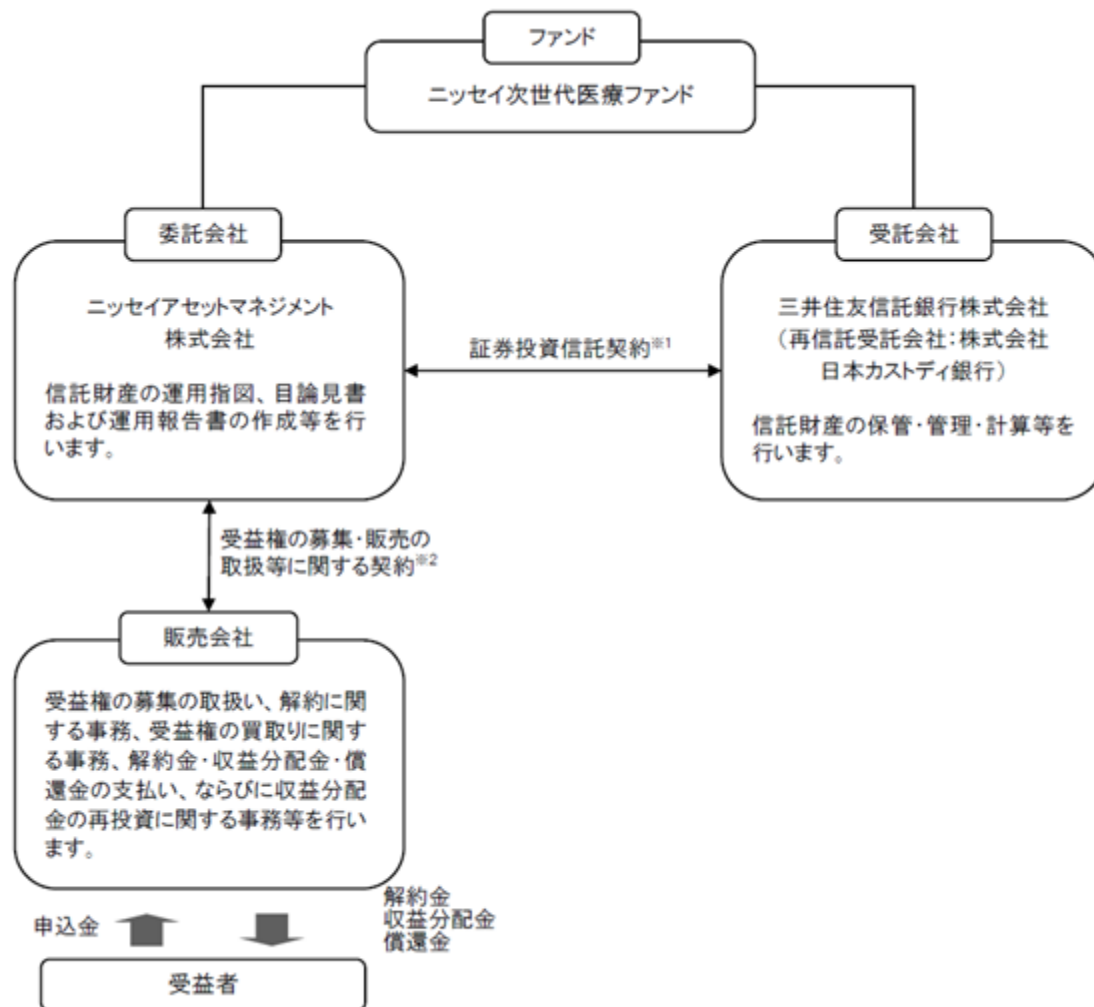 ファンド
ニッセイ次世代医療ファンド
委託会社
ニッセイアセットマネジメント
株式会社
信託財産の運用指図、目論見書
および運用報告書の作成等を行
います。
証券投資信託契約※1
受託会社
三井住友信託銀行株式会社
(再信託受託会社:株式会社
日本カストディ銀行)
信託財産の保管・管理・計算等を
行います。
受益権の募集・販売の
取扱等に関する契約※2
販売会社
受益権の募集の取扱い、解約に関
する事務、受益権の買取りに関す
る事務、解約金・収益分配金・償
還金の支払い、ならびに収益分配
金の再投資に関する事務等を行い
ます。
申込金
解約金
収益分配金
償還金
受益者